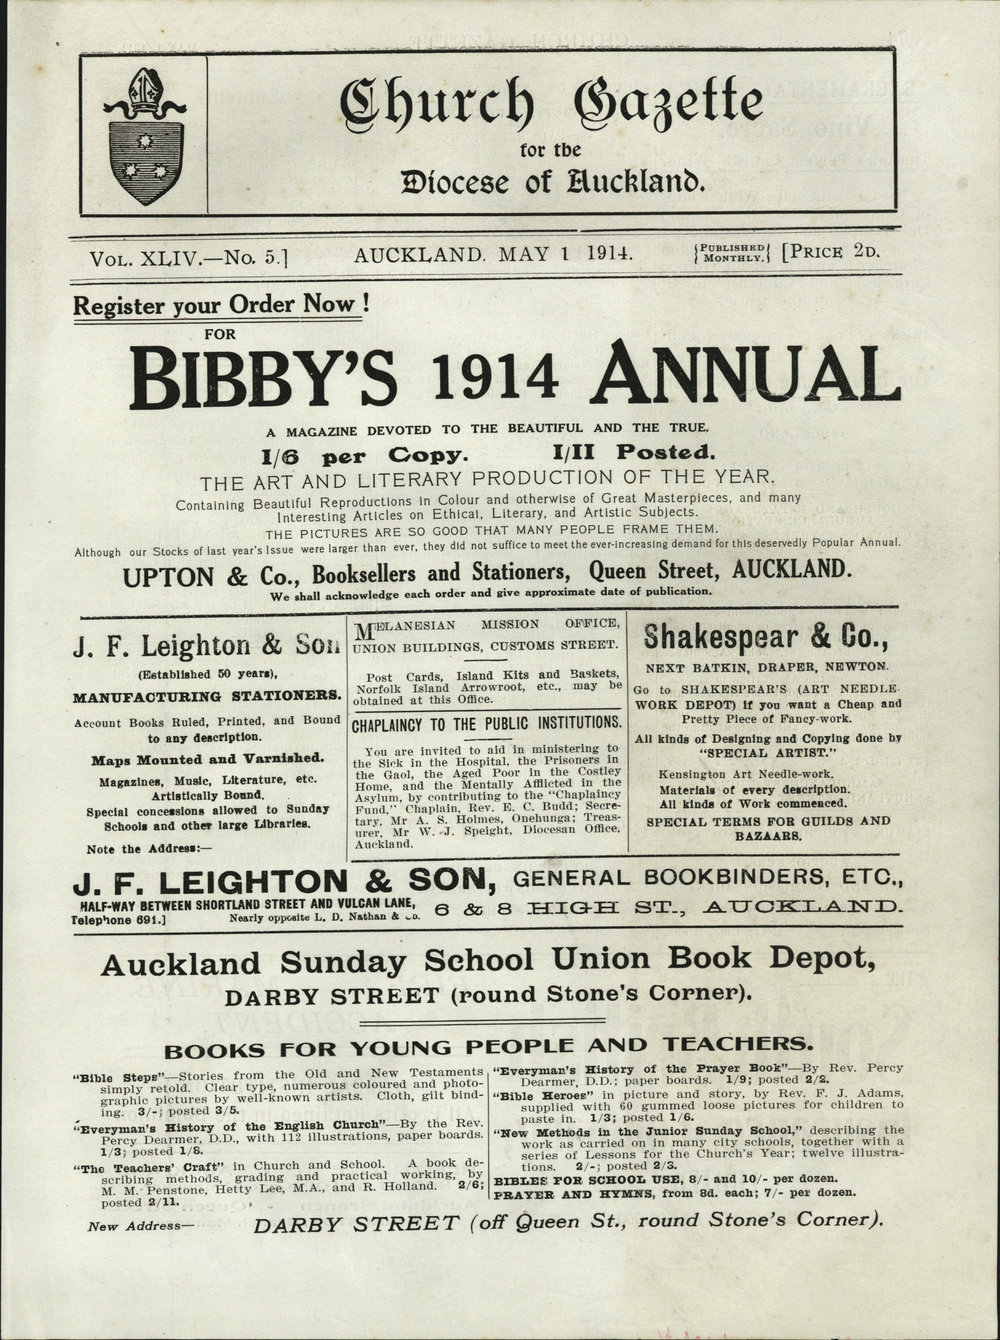 Church Gazette
for the
Diocese of Auckland.
VOL. XLIV.—No. 5.] AUCKLAND, MAY 1 1914. {PUBLISHED MONTHLY.} [PRICE 2D.
Register your Order Now !
FOR
BIBBY'S 1914 ANNUAL
A MAGAZINE DEVOTED TO THE BEAUTIFUL AND THE TRUE.
1/6 per Copy. 1/11 Posted.
THE ART AND LITERARY PRODUCTION OF THE YEAR.
Containing Beautiful Reproductions in Colour and otherwise of Great Masterpieces, and many
Interesting Articles on Ethical, Literary, and Artistic Subjects.
THE PICTURES ARE SO GOOD THAT MANY PEOPLE FRAME THEM.
Although our Stocks of last year's Issue were larger than ever, they did not suffice to meet the ever-increasing demand for this deservedly Popular Annual.
UPTON & Co., Booksellers and Stationers, Queen Street, AUCKLAND.
We shall acknowledge each order and give approximate date of publication.
J. F. Leighton & Son
(Established 50 years),
MANUFACTURING STATIONERS.
Account Books Ruled, Printed, and Bound
to any description.
Maps Mounted and Varnished.
Magazines, Music, Literature, etc.
Artistically Bound.
Special concessions allowed to Sunday
Schools and other large Libraries.
Note the Address:—
MELANESIAN MISSION OFFICE,
UNION BUILDINGS, CUSTOMS STREET.
Post Cards, Island Kits and Baskets,
Norfolk Island Arrowroot, etc., may be
obtained at this Office.
CHAPLAINCY TO THE PUBLIC INSTITUTIONS.
You are invited to aid in ministering to
the Sick in the Hospital, the Prisoners in
the Gaol, the Aged Poor in the Costley
Home, and the Mentally Afflicted in the
Asylum, by contributing to the "Chaplaincy
Fund," Chaplain, Rev. E. C. Budd; Secre-
tary, Mr A. S. Holmes, Onehunga; Treas-
urer, Mr W. J. Speight, Diocesan Office,
Auckland.
Shakespear & Co.,
NEXT BATKIN, DRAPER, NEWTON.
Go to SHAKESPEAR'S (ART NEEDLE-
WORK DEPOT) if you want a Cheap and
Pretty Piece of Fancy-work.
All kinds of Designing and Copying done by
"SPECIAL ARTIST."
Kensington Art Needle-work.
Materials of every description.
All kinds of Work commenced.
SPECIAL TERMS FOR GUILDS AND
BAZAARS.
J. F. LEIGHTON & SON, GENERAL BOOKBINDERS, ETC.,
HALF-WAY BETWEEN SHORTLAND STREET AND VULCAN LANE,
Telephone 691.] Nearly opposite L. D. Nathan & Co.
6 & 8 HIGH ST., AUCKLAND.
Auckland Sunday School Union Book Depot,
DARBY STREET (round Stone's Corner).
BOOKS FOR YOUNG PEOPLE AND TEACHERS.
"Bible Steps"—Stories from the Old and New Testaments
simply retold. Clear type, numerous coloured and photo-
graphic pictures by well-known artists. Cloth, gilt bind-
ing. 3/-; posted 3/5.
"Everyman's History of the English Church"—By the Rev.
Percy Dearmer, D.D., with 112 illustrations, paper boards.
1/3; posted 1/8.
"The Teachers' Craft" in Church and School. A book de-
scribing methods, grading and practical working, by
M. M. Penstone, Hetty Lee, M.A., and R. Holland. 2/6;
posted 2/11.
"Everyman's History of the Prayer Book"—By Rev. Percy
Dearmer, D.D.; paper boards. 1/9; posted 2/2.
"Bible Heroes" in picture and story, by Rev. F. J. Adams,
supplied with 60 gummed loose pictures for children to
paste in. 1/3; posted 1/6.
"New Methods in the Junior Sunday School," describing the
work as carried on in many city schools, together with a
series of Lessons for the Church's Year; twelve illustra-
tions. 2/-; posted 2/3.
BIBLES FOR SCHOOL USE, 8/- and 10/- per dozen.
PRAYER AND HYMNS, from 8d. each; 7/- per dozen.
New Address— DARBY STREET (off Queen St., round Stone's Corner).